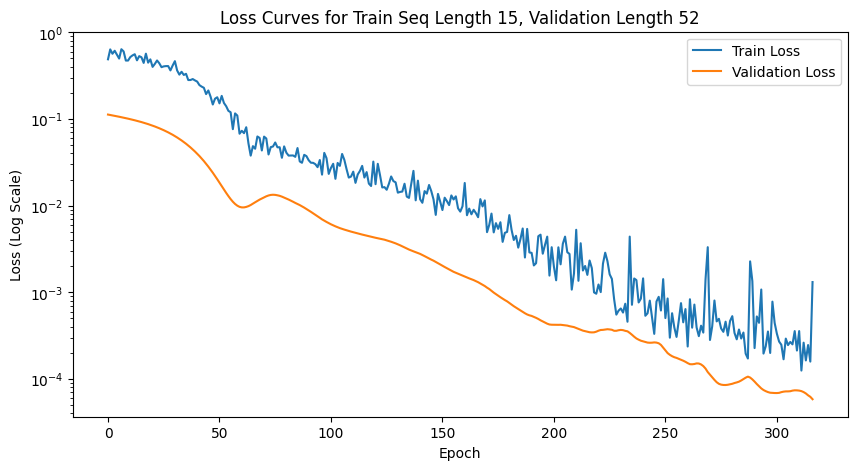 Loss Curves for Train Seq Length 15, Validation Length 52
Train Loss
Validation Loss
10^0
10^-1
10^-2
10^-3
10^-4
Loss (Log Scale)
0 50 100 150 200 250 300
Epoch